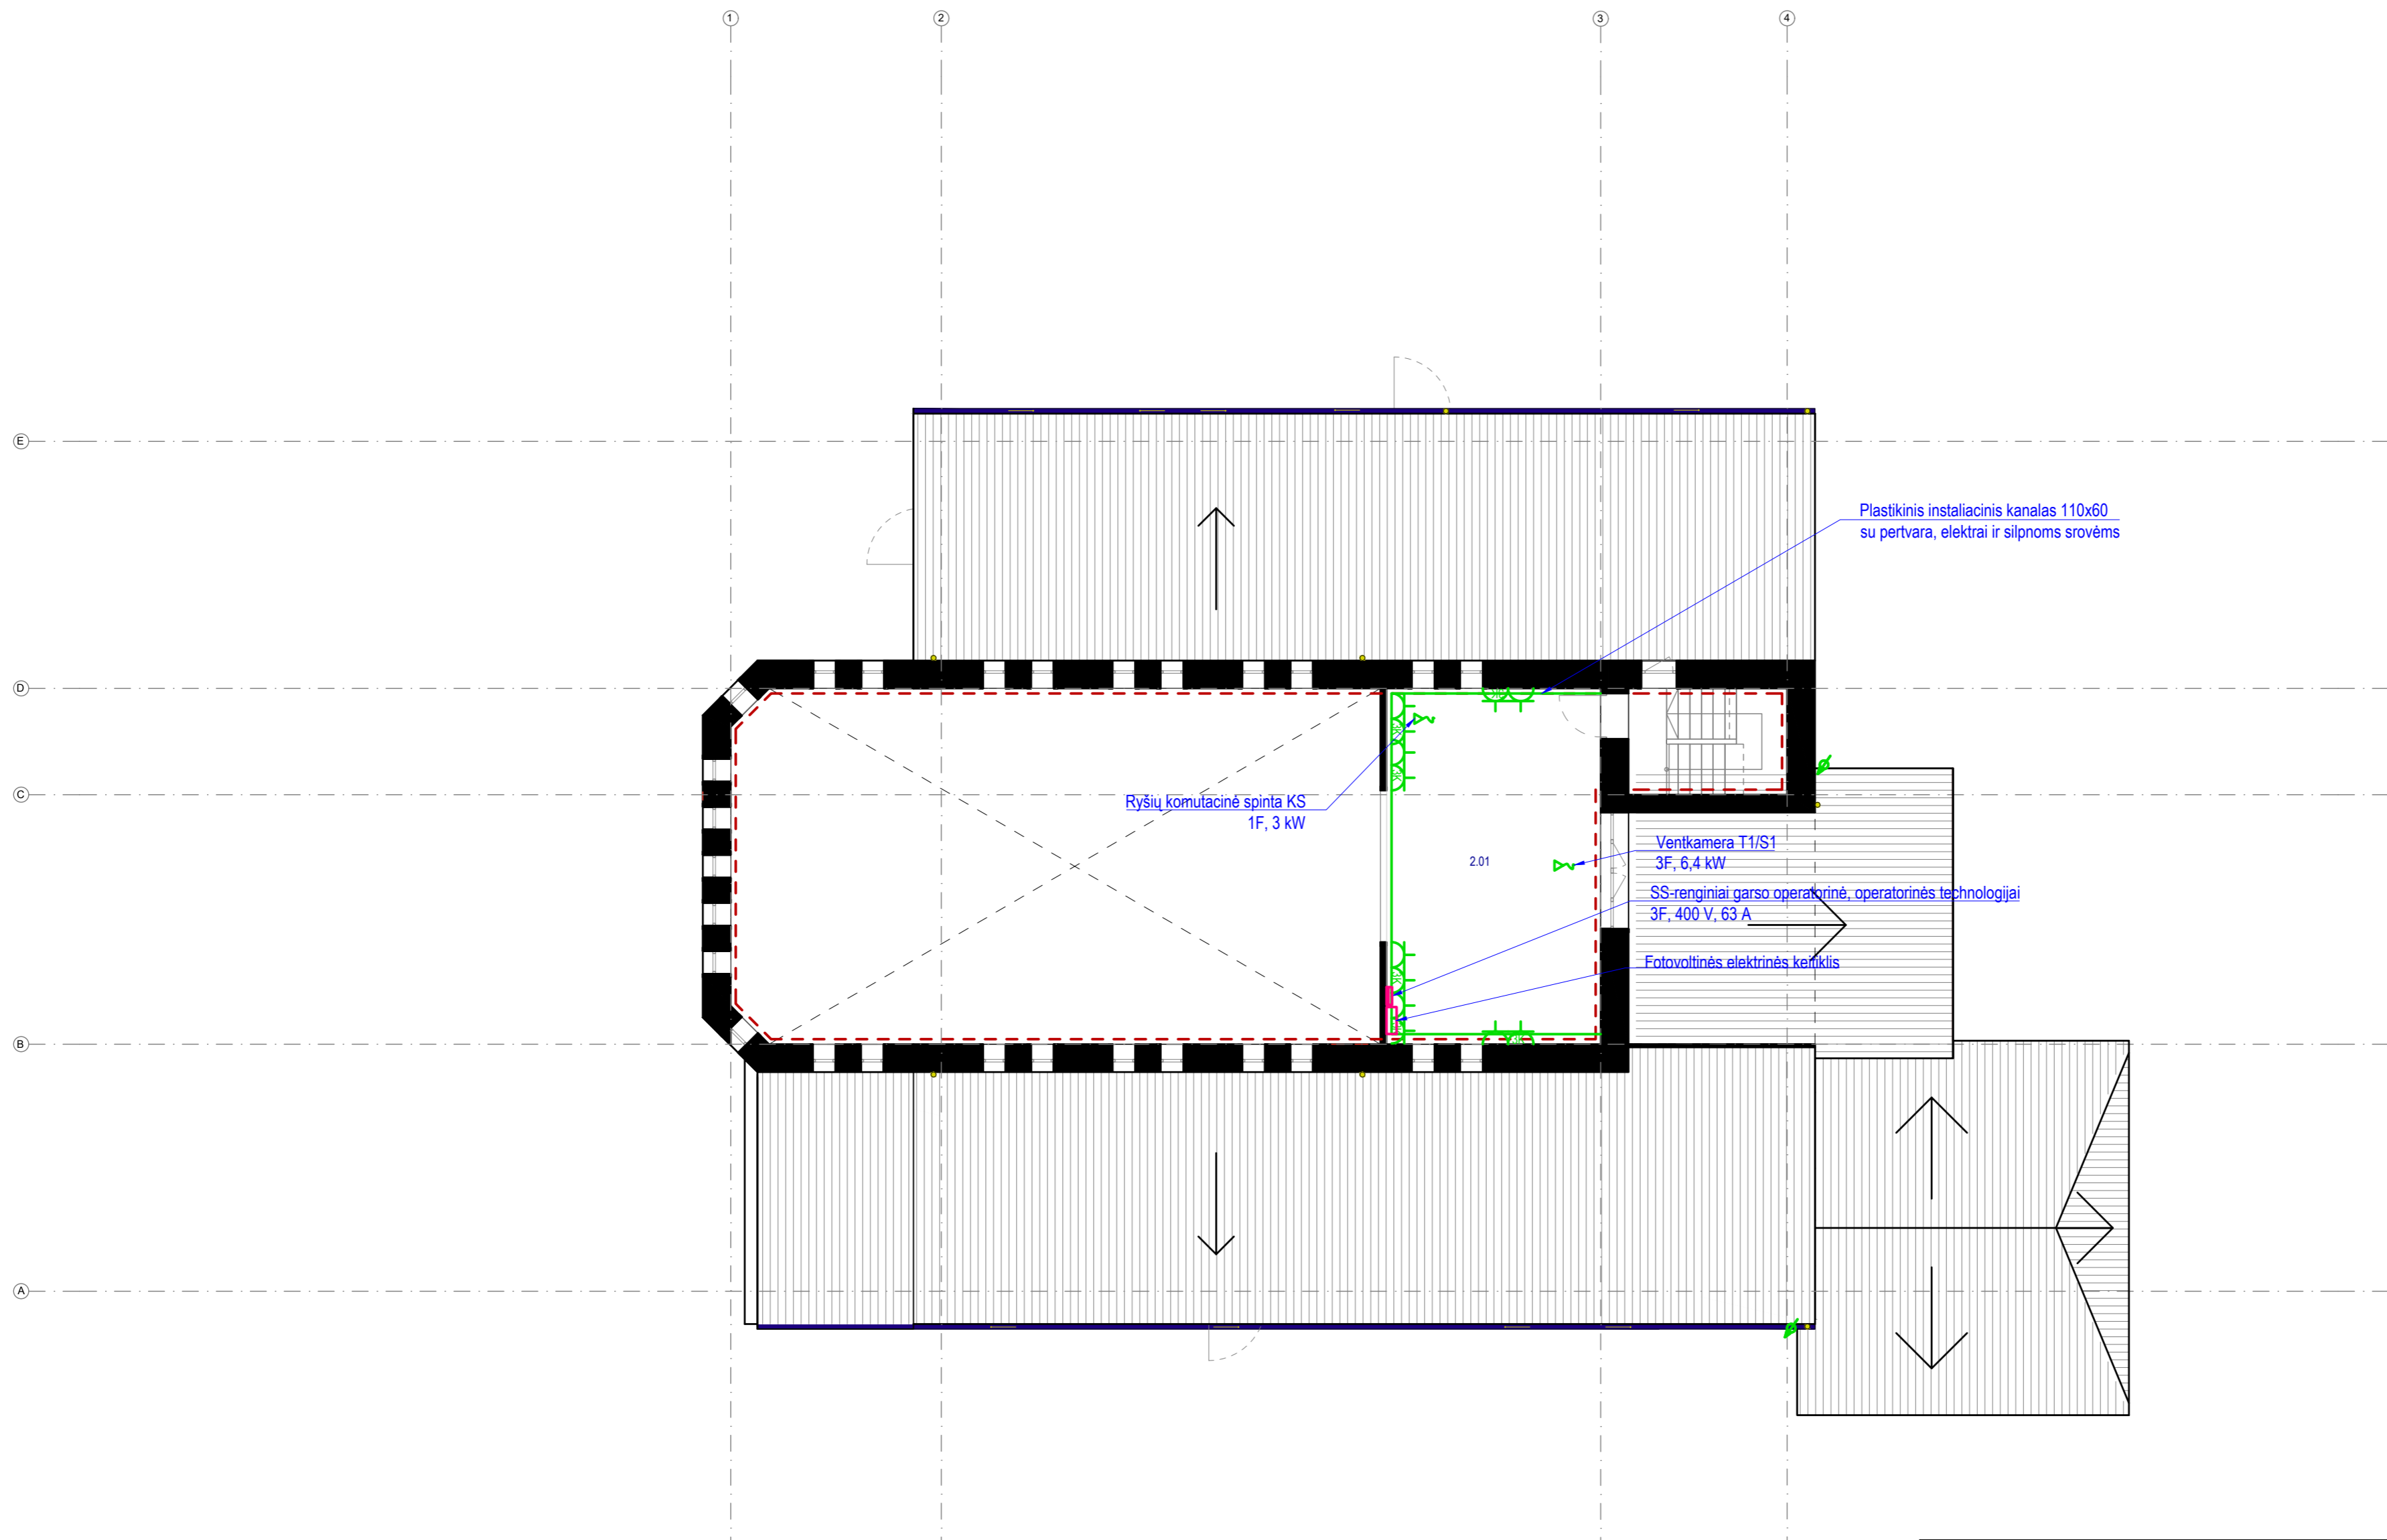 1
2
3
4
E
Plastikinis instaliacinis kanalas 110x60
su pertvara, elektrai ir silpnoms srovėms
D
C
Ryšių komutacinė spinta KS
1F, 3 kW
2.01
Ventkamera T1/S1
3F, 6,4 kW
SS-renginiai garso operatorinė, operatorinės technologijai
3F, 400 V, 63 A
Fotovoltinės elektrinės keitiklis
B
A